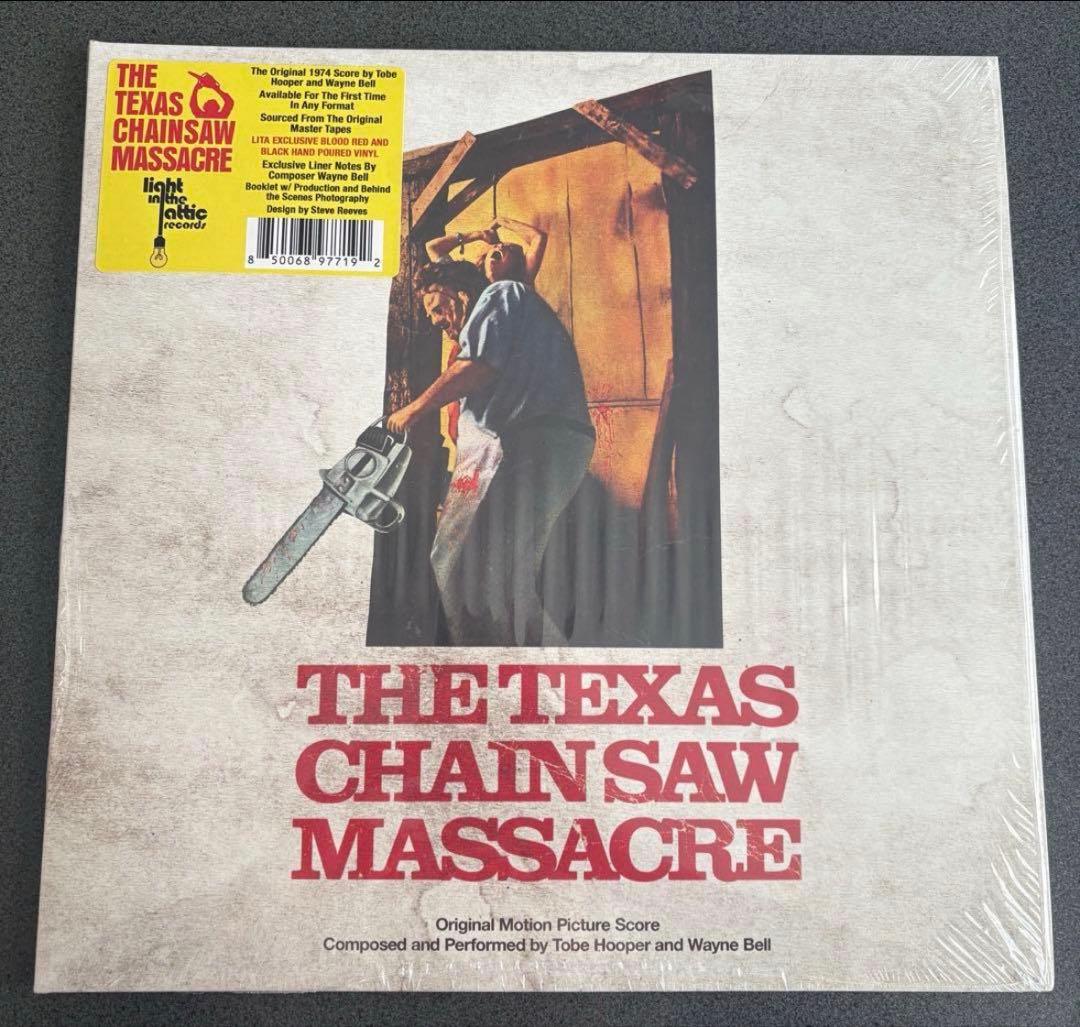 THE
TEXAS
CHAINSAW
MASSACRE
light
in the
attic
records
The Original 1974 Score by Tobe
Hooper and Wayne Bell
Available For The First Time
In Any Format
Sourced From The Original
Master Tapes
LITA EXCLUSIVE BLOOD RED AND
BLACK HAND POURED VINYL
Exclusive Liner Notes By
Composer Wayne Bell
Booklet w/ Production and Behind
the Scenes Photography
Design by Steve Reeves
8 50068 97719 2
THE TEXAS
CHAIN SAW
MASSACRE
Original Motion Picture Score
Composed and Performed by Tobe Hooper and Wayne Bell